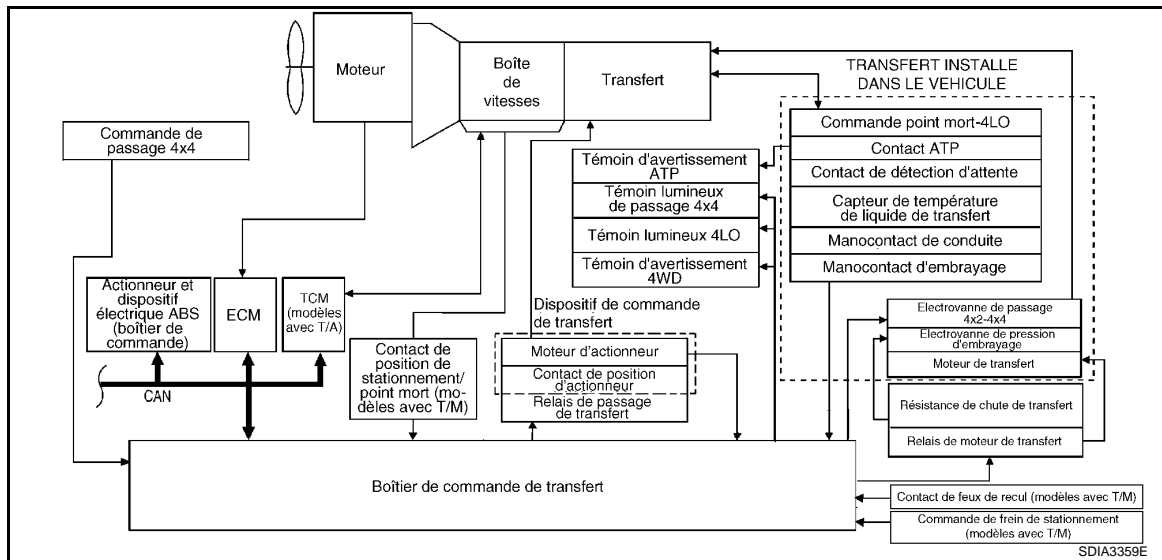 Moteur
Boîte
de
vitesses
Transfert
TRANSFERT INSTALLE
DANS LE VEHICULE
Commande de
passage 4x4
Commande point mort-4LO
Contact ATP
Contact de détection d'attente
Capteur de température
de liquide de transfert
Manocontact de conduite
Manocontact d'embrayage
Témoin d'avertissement
ATP
Témoin lumineux
de passage 4x4
Témoin lumineux 4LO
Témoin d'avertissement
4WD
Actionneur et
dispositif
électrique ABS
(boîtier de
commande)
ECM
TCM
(modèles
avec T/A)
CAN
Contact de
position de
stationnement/
point mort (mo-
dèles avec T/M)
Dispositif de commande
de transfert
Moteur d'actionneur
Contact de position
d'actionneur
Relais de passage
de transfert
Electrovanne de passage
4x2-4x4
Electrovanne de pression
d'embrayage
Moteur de transfert
Résistance de chute de transfert
Relais de moteur de transfert
Boîtier de commande de transfert
Contact de feux de recul (modèles avec T/M)
Commande de frein de stationnement
(modèles avec T/M)
SDIA3359E